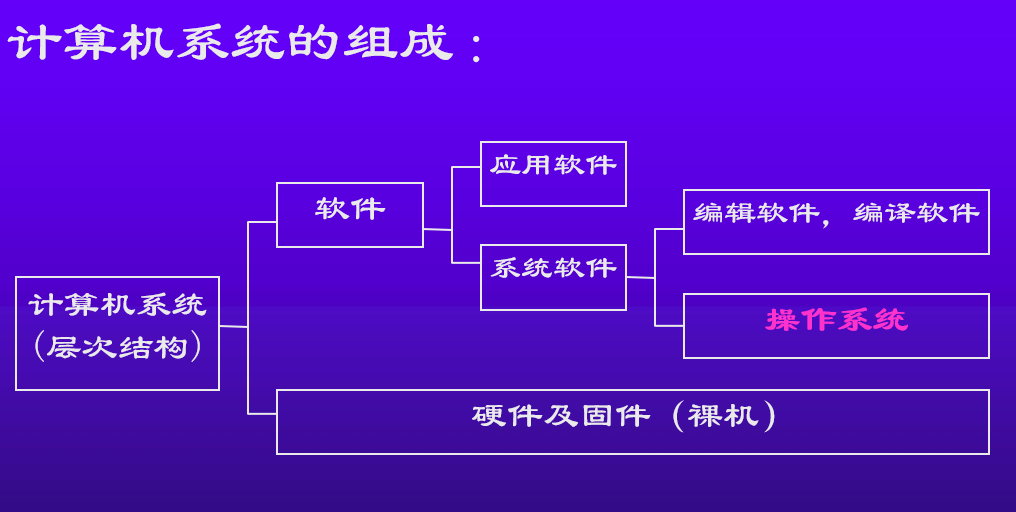 计算机系统的组成：
应用软件
软件
编辑软件，编译软件
系统软件
计算机系统
（层次结构）
操作系统
硬件及固件（裸机）